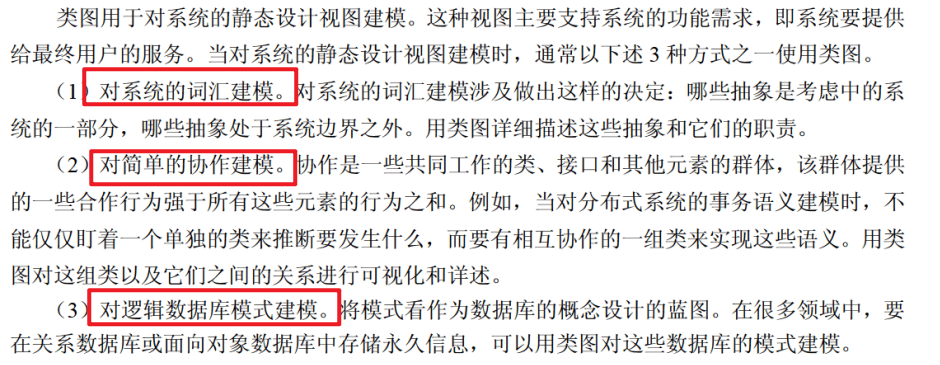 类图用于对系统的静态设计视图建模。这种视图主要支持系统的功能需求，即系统要提供
给最终用户的服务。当对系统的静态设计视图建模时，通常以下述 3 种方式之一使用类图。
（1）对系统的词汇建模。对系统的词汇建模涉及做出这样的决定：哪些抽象是考虑中的系
统的一部分，哪些抽象处于系统边界之外。用类图详细描述这些抽象和它们的职责。
（2）对简单的协作建模。协作是一些共同工作的类、接口和其他元素的群体，该群体提供
的一些合作行为强于所有这些元素的行为之和。例如，当对分布式系统的事务语义建模时，不
能仅仅盯着一个单独的类来推断要发生什么，而要有相互协作的一组类来实现这些语义。用类
图对这组类以及它们之间的关系进行可视化和详述。
（3）对逻辑数据库模式建模。将模式看作为数据库的概念设计的蓝图。在很多领域中，要
在关系数据库或面向对象数据库中存储永久信息，可以用类图对这些数据库的模式建模。